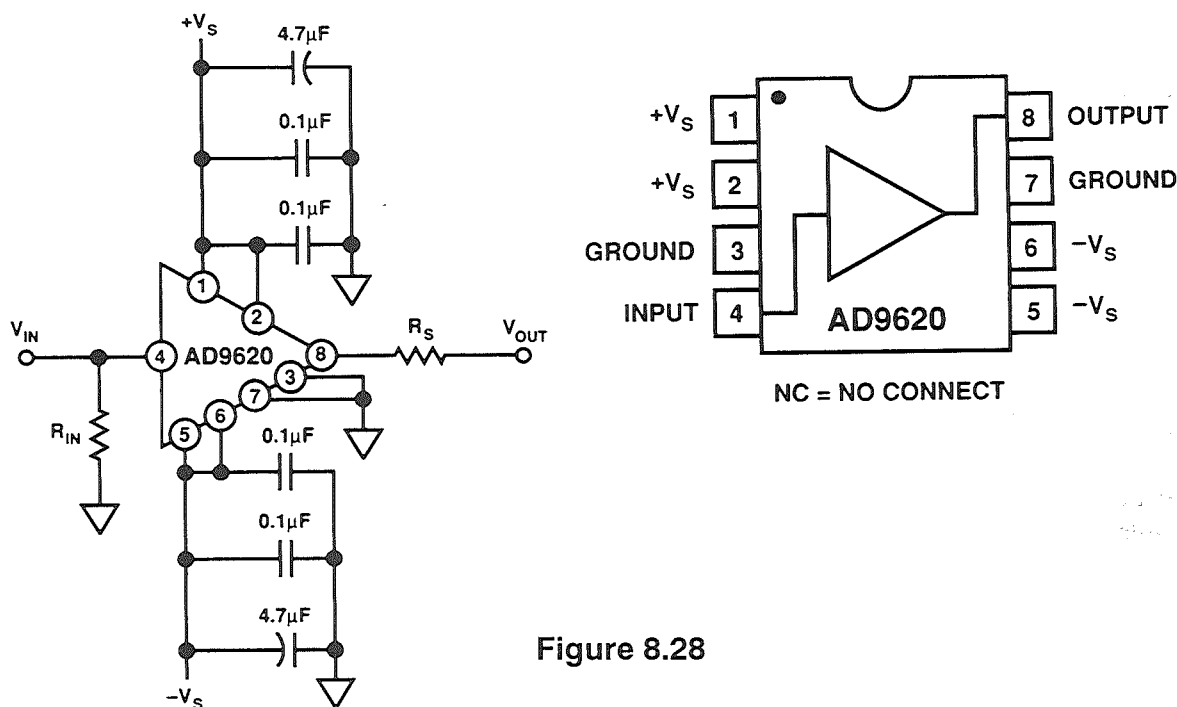 +VS
4.7μF
0.1μF
0.1μF
1
2
VIN
4
AD9620
8
RS
VOUT
3
7
6
5
RIN
0.1μF
0.1μF
4.7μF
−VS
+VS
1
8
OUTPUT
+VS
2
7
GROUND
GROUND
3
6
−VS
INPUT
4
5
−VS
AD9620
NC = NO CONNECT
Figure 8.28